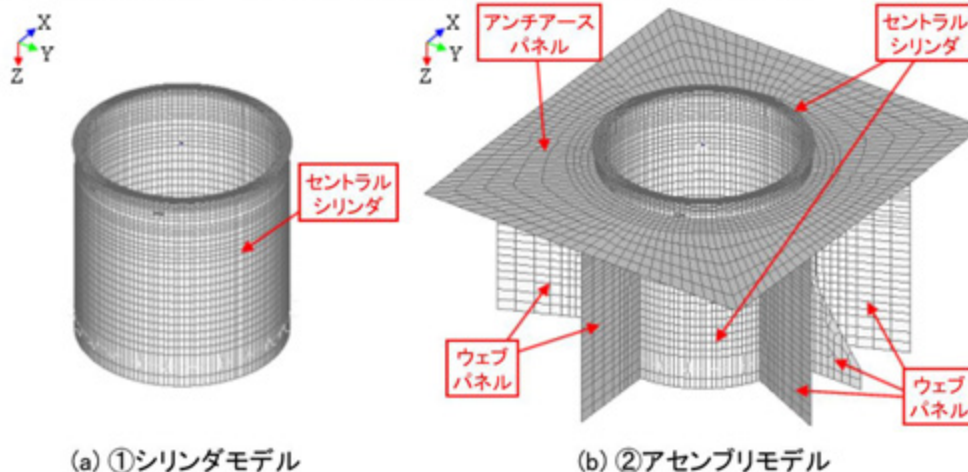 X
Y
Z
セントラル
シリンダ
(a) ①シリンダモデル
X
Y
Z
アンチアース
パネル
セントラル
シリンダ
ウェブ
パネル
ウェブ
パネル
(b) ②アセンブリモデル